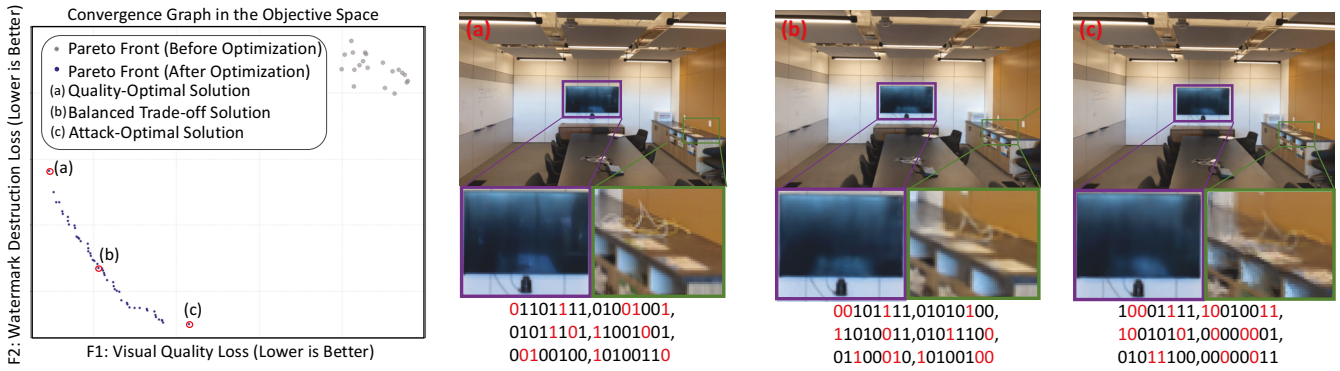 Convergence Graph in the Objective Space
F2: Watermark Destruction Loss (Lower is Better)
Pareto Front (Before Optimization)
Pareto Front (After Optimization)
(a) Quality-Optimal Solution
(b) Balanced Trade-off Solution
(c) Attack-Optimal Solution
(a)
(b)
(c)
F1: Visual Quality Loss (Lower is Better)
(a)
01101111,01001001,
01011101,11001001,
00100100,10100110
(b)
00101111,01010100,
11010011,01011100,
01100010,10100100
(c)
10001111,10010011,
10010101,00000001,
01011100,00000011